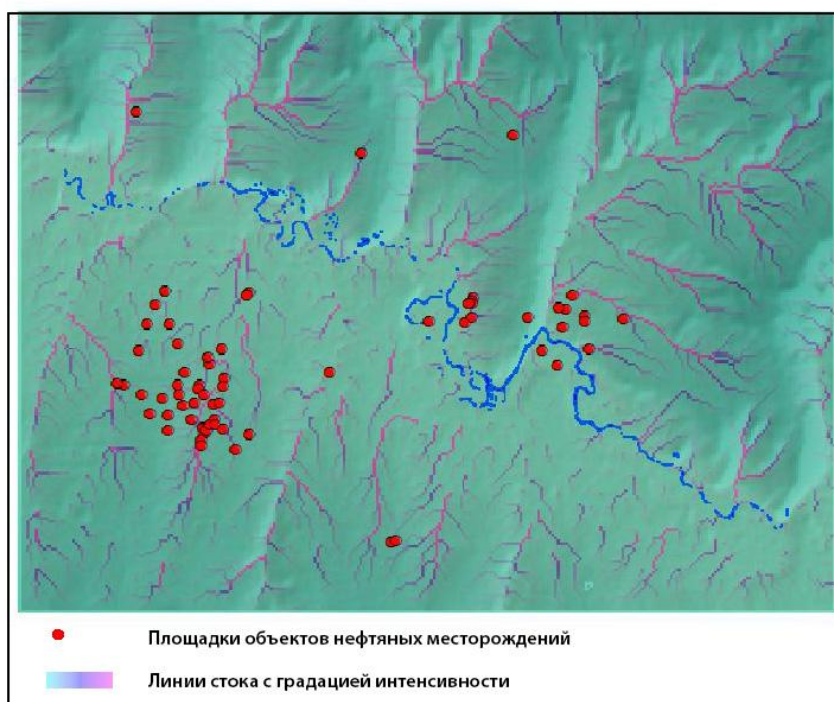 Площадки объектов нефтяных месторождений
Линии стока с градацией интенсивности